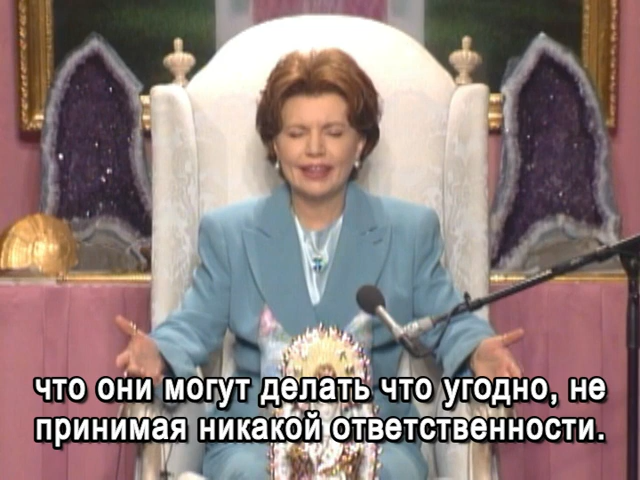 что они могут делать что угодно, не
принимая никакой ответственности.